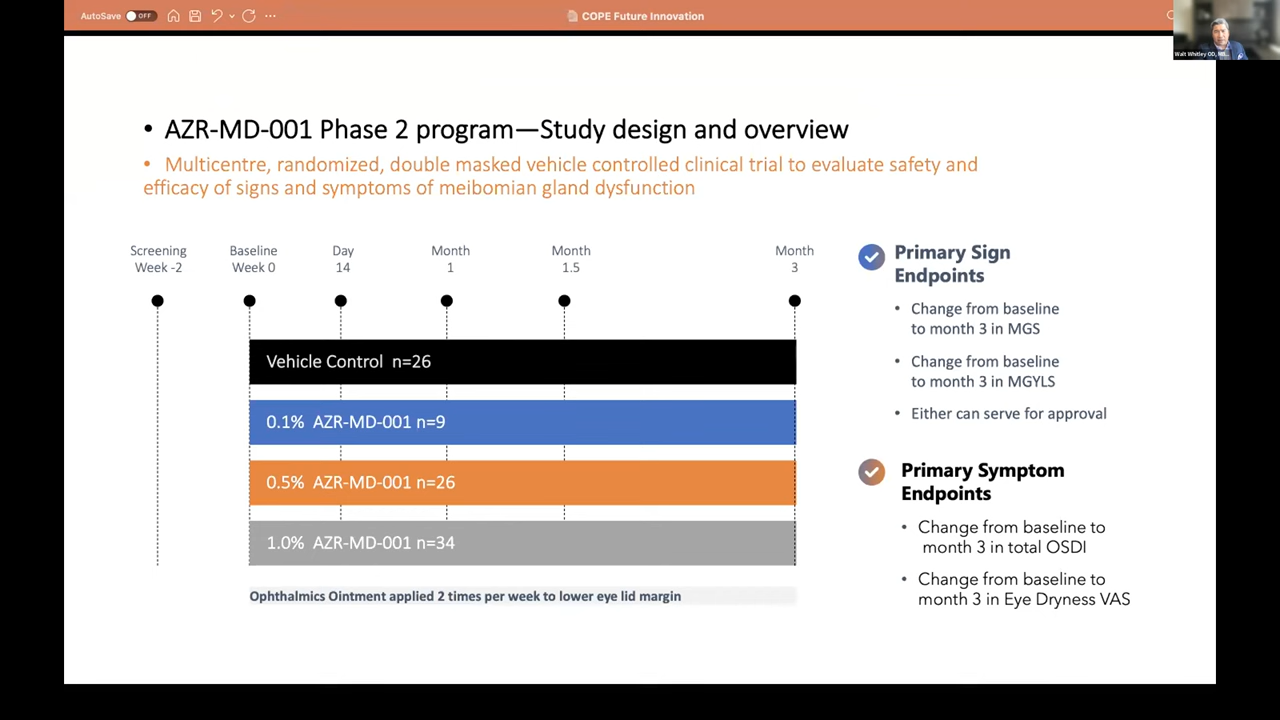 AutoSave OFF
COPE Future Innovation
Walt Whitley OD, MB...
• AZR-MD-001 Phase 2 program—Study design and overview
• Multicentre, randomized, double masked vehicle controlled clinical trial to evaluate safety and
efficacy of signs and symptoms of meibomian gland dysfunction
Screening
Week -2
Baseline
Week 0
Day
14
Month
1
Month
1.5
Month
3
Vehicle Control n=26
0.1% AZR-MD-001 n=9
0.5% AZR-MD-001 n=26
1.0% AZR-MD-001 n=34
Ophthalmics Ointment applied 2 times per week to lower eye lid margin
Primary Sign
Endpoints
• Change from baseline
to month 3 in MGS
• Change from baseline
to month 3 in MGYLS
• Either can serve for approval
Primary Symptom
Endpoints
• Change from baseline to
month 3 in total OSDI
• Change from baseline to
month 3 in Eye Dryness VAS